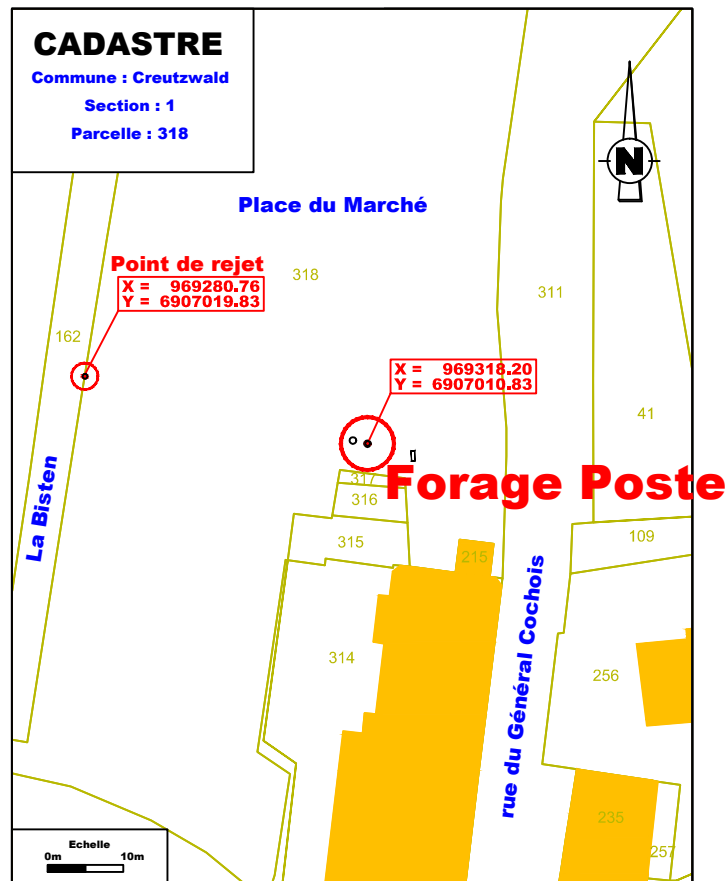 CADASTRE
Commune : Creutzwald
Section : 1
Parcelle : 318
N
Place du Marché
Point de rejet
X = 969280.76
Y = 6907019.83
318
311
162
X = 969318.20
Y = 6907010.83
41
Forage Poste
317
316
La Bisten
315
215
109
rue du Général Cochois
314
256
235
257
Echelle
0m 10m